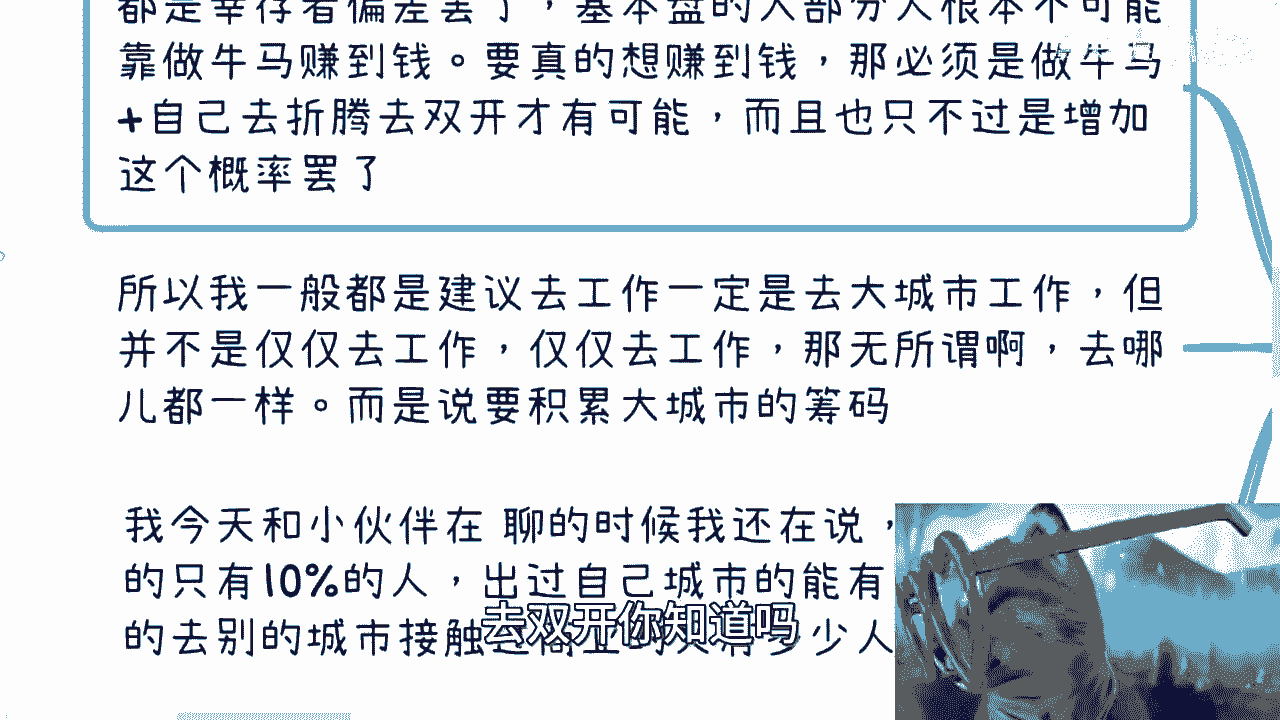 都是幸存者偏差罢了，基本盘的大部分人根本不可能
靠做牛马赚到钱。要真的想赚到钱，那必须是做牛马
+自己去折腾去双开才有可能，而且也只不过是增加
这个概率罢了
所以我一般都是建议去工作一定是去大城市工作，但
并不是仅仅去工作，仅仅去工作，那无所谓啊，去哪
儿都一样。而是说要积累大城市的筹码
我今天和小伙伴在 聊的时候我还在说，
的只有10%的人，出过自己城市的能有
的去别的城市接触
少人
去双开你知道吗